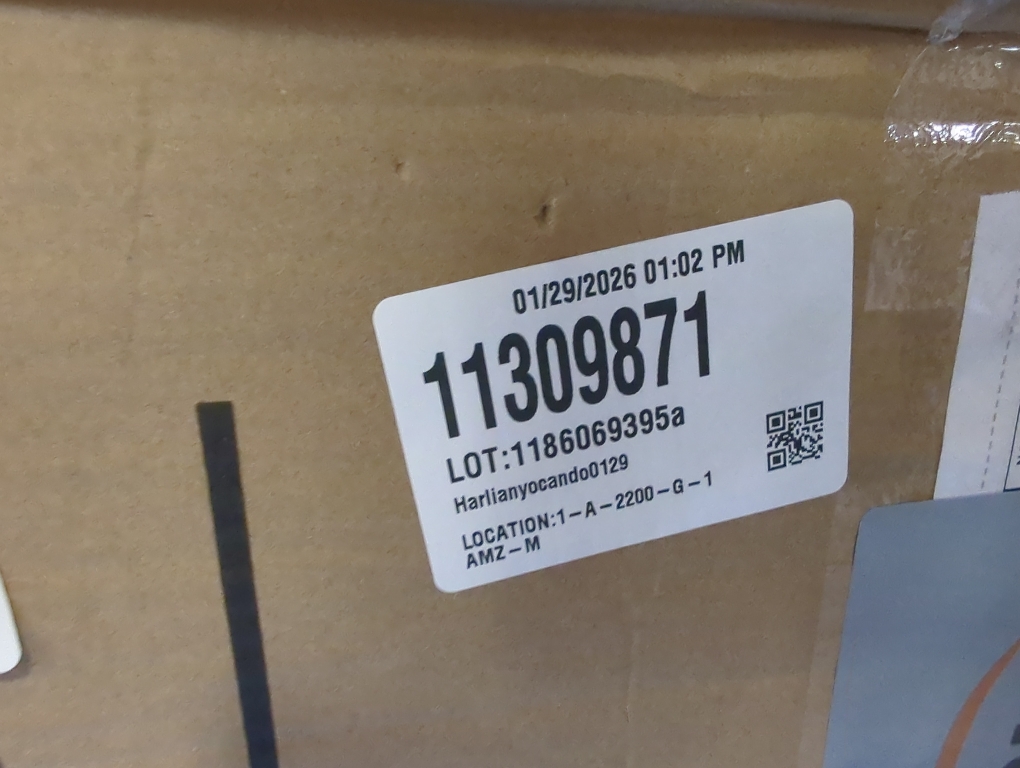 01/29/2026 01:02 PM
11309871
LOT:1186069395a
Harlianyocando0129
LOCATION:1-A-2200-G-1
AMZ-M